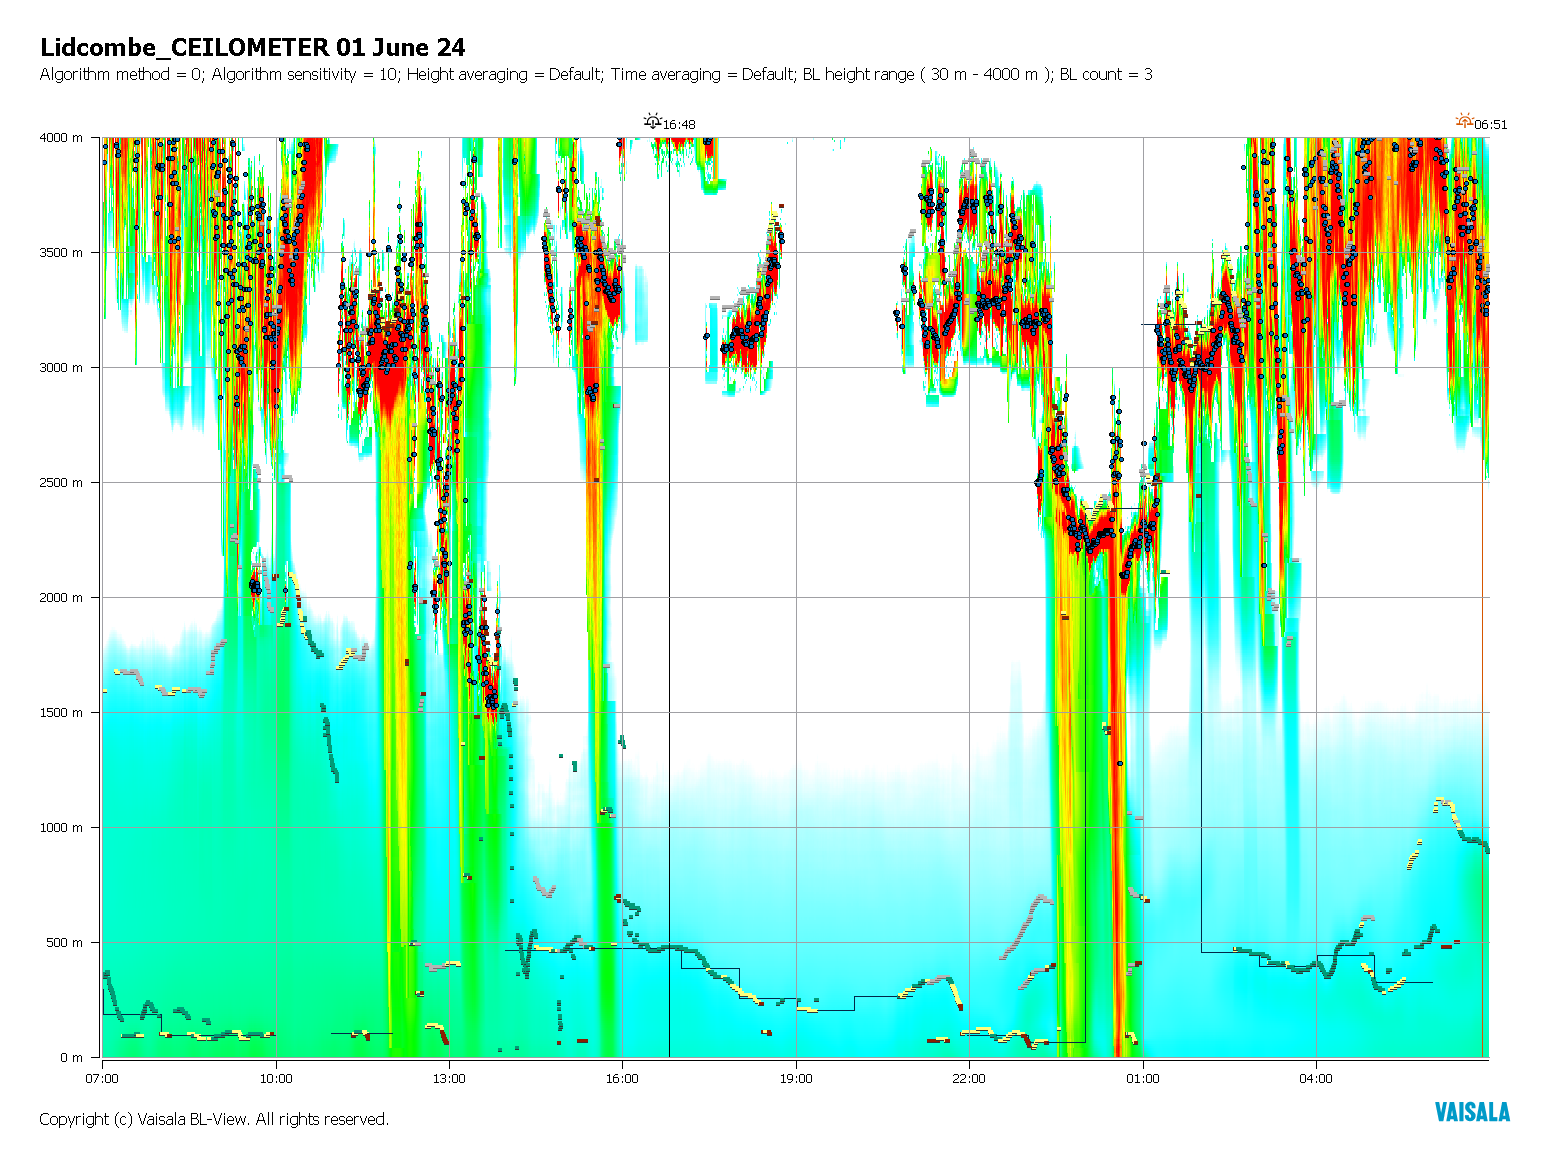 Lidcombe_CEILOMETER 01 June 24
Algorithm method = 0; Algorithm sensitivity = 10; Height averaging = Default; Time averaging = Default; BL height range ( 30 m - 4000 m ); BL count = 3
16:48
06:51
4000 m
3500 m
3000 m
2500 m
2000 m
1500 m
1000 m
500 m
0 m
07:00
10:00
13:00
16:00
19:00
22:00
01:00
04:00
Copyright (c) Vaisala BL-View. All rights reserved.
VAISALA